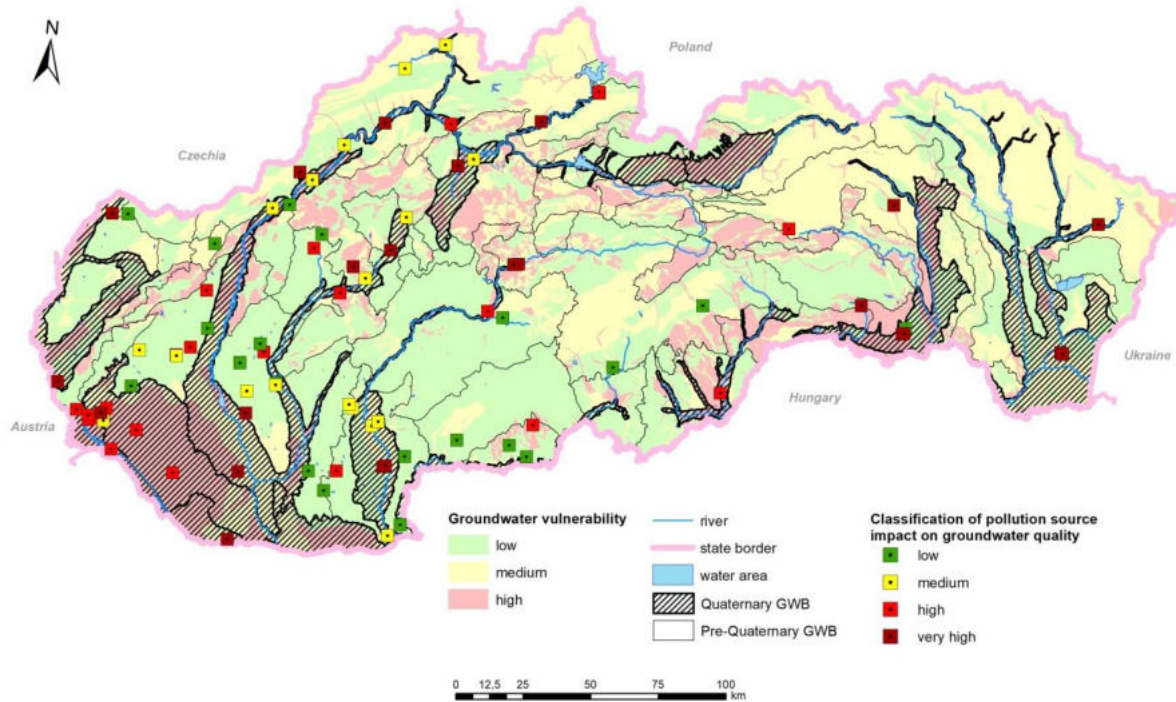 N
Poland
Czechia
Ukraine
Hungary
Austria
Groundwater vulnerability
low
medium
high
river
state border
water area
Quaternary GWB
Pre-Quaternary GWB
Classification of pollution source
impact on groundwater quality
low
medium
high
very high
0 12,5 25 50 75 100
km